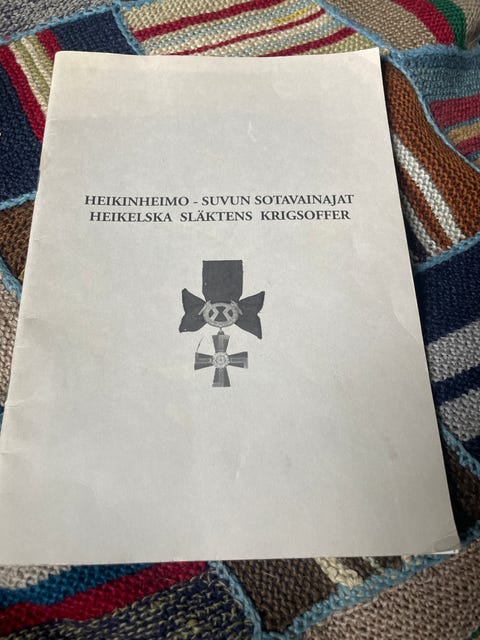 HEIKINHEIMO - SUVUN SOTAVAINAJAT
HEIKELSKA SLÄKTENS KRIGSOFFER